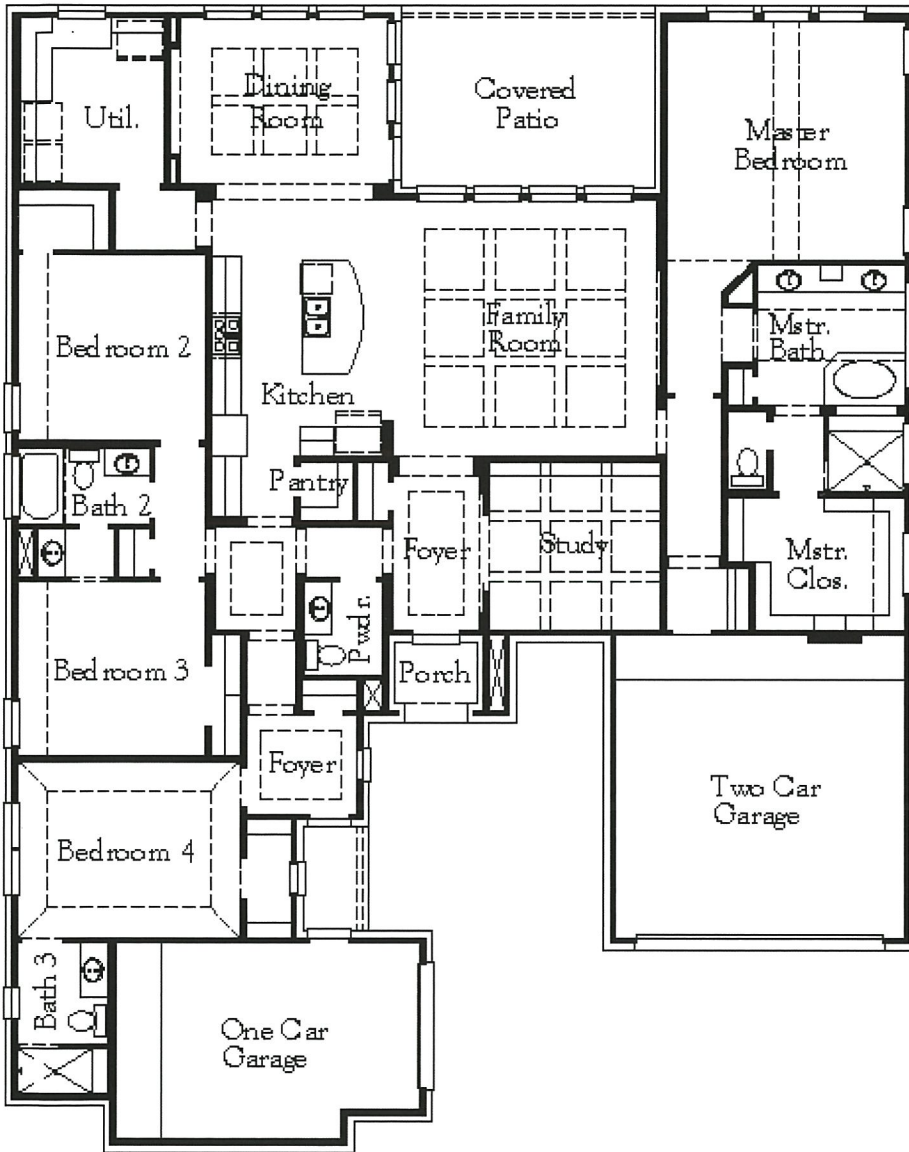 Util.
Dining
Room
Covered
Patio
Master
Bedroom
Bedroom 2
Kitchen
Family
Room
Mstr.
Bath
Bath 2
Pantry
Foyer
Study
Mstr.
Clos.
Pwdr.
Bedroom 3
Porch
Foyer
Two Car
Garage
Bedroom 4
Bath 3
One Car
Garage